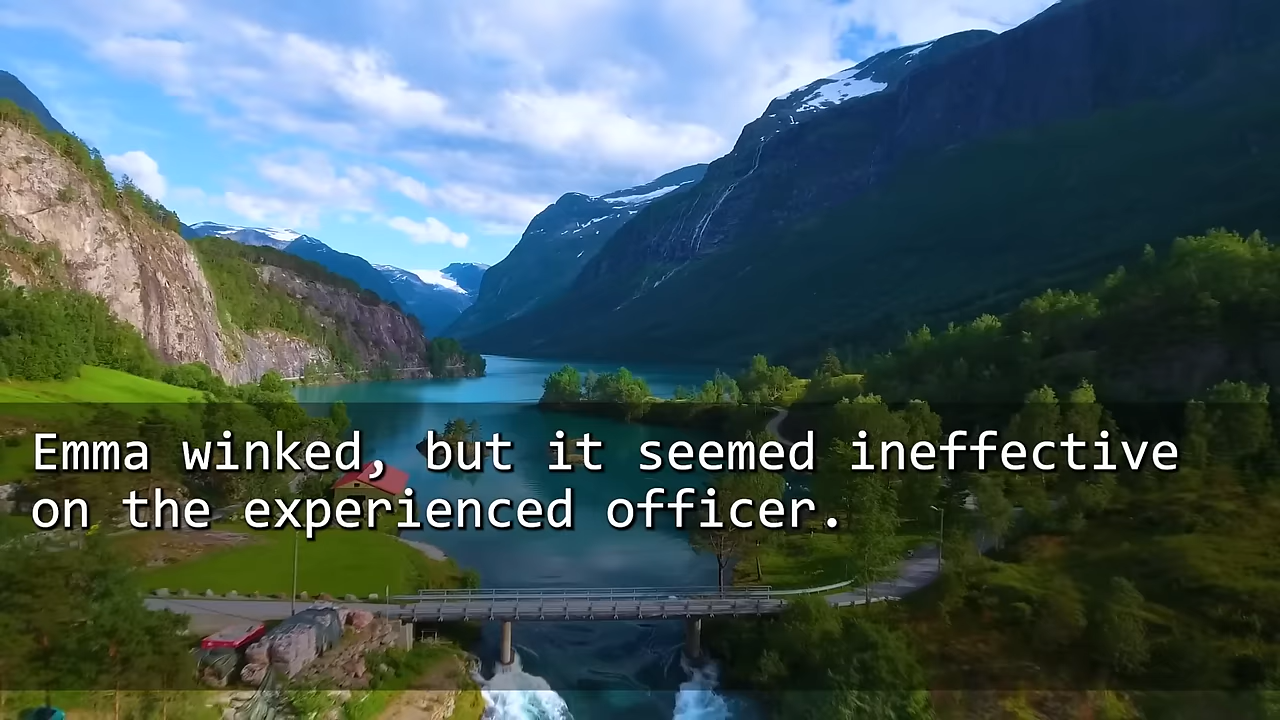 Emma winked, but it seemed ineffective
on the experienced officer.